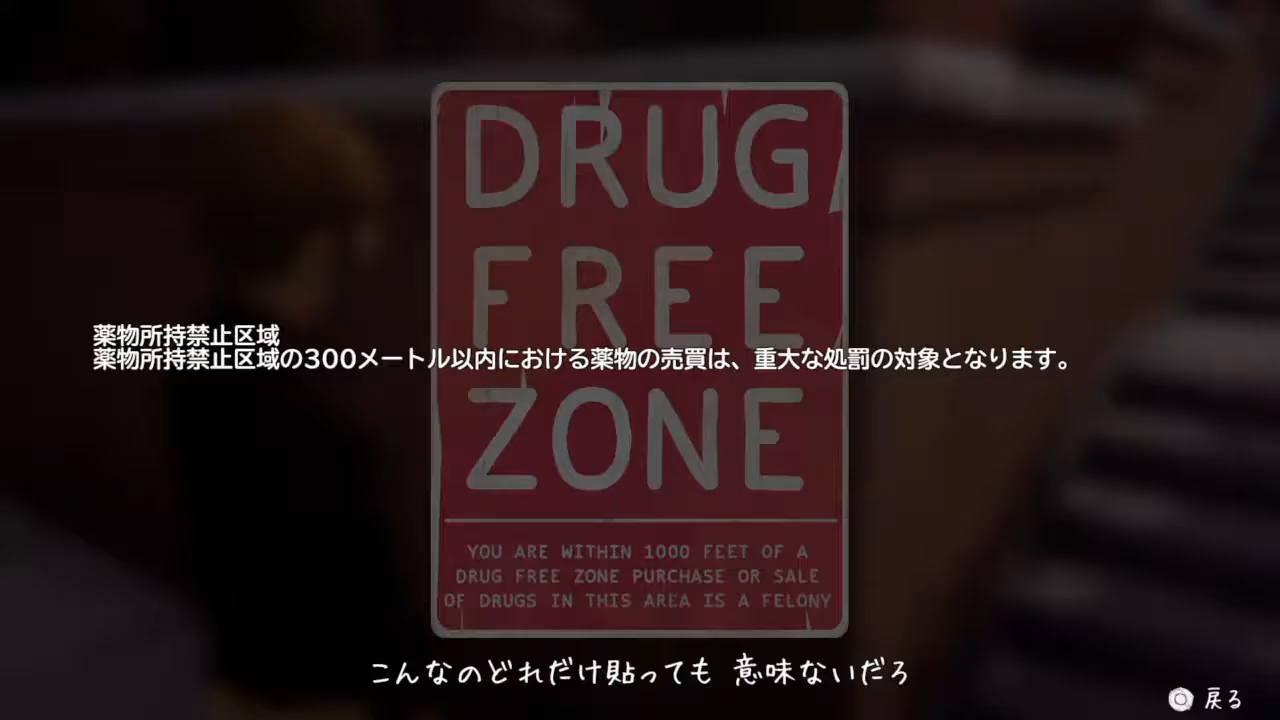 DRUG
FREE
薬物所持禁止区域
薬物所持禁止区域の300メートル以内における薬物の売買は、重大な処罰の対象となります。
ZONE
YOU ARE WITHIN 1000 FEET OF A
DRUG FREE ZONE PURCHASE OR SALE
OF DRUGS IN THIS AREA IS A FELONY
こんなのどれだけ貼っても 意味ないだろ
戻る